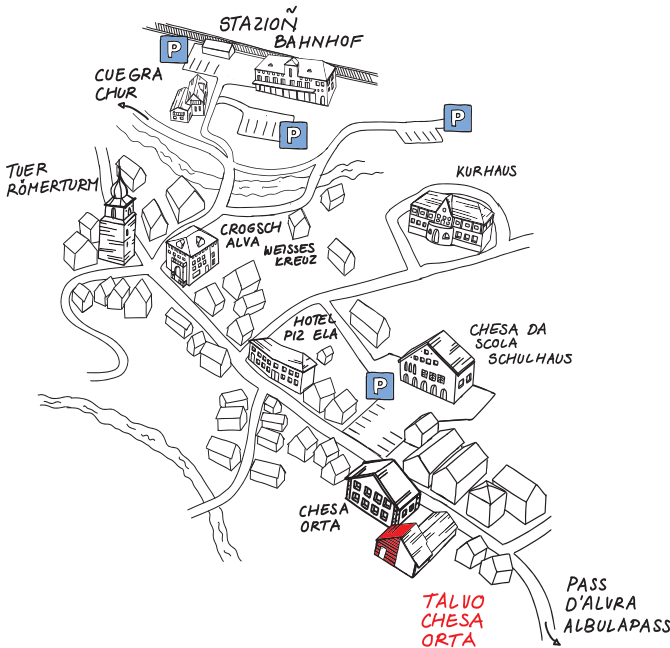 STAZIUN
BAHNHOF
P
CUEGRA
CHUR
P
P
TUER
RÖMERTURM
KURHAUS
CROGSCH
ALVA
WEISSES
KREUZ
HOTEL
PIZ ELA
CHESA DA
SCOLA
SCHULHAUS
P
CHESA
ORTA
TALVO
CHESA
ORTA
PASS
D'ALVRA
ALBULAPASS